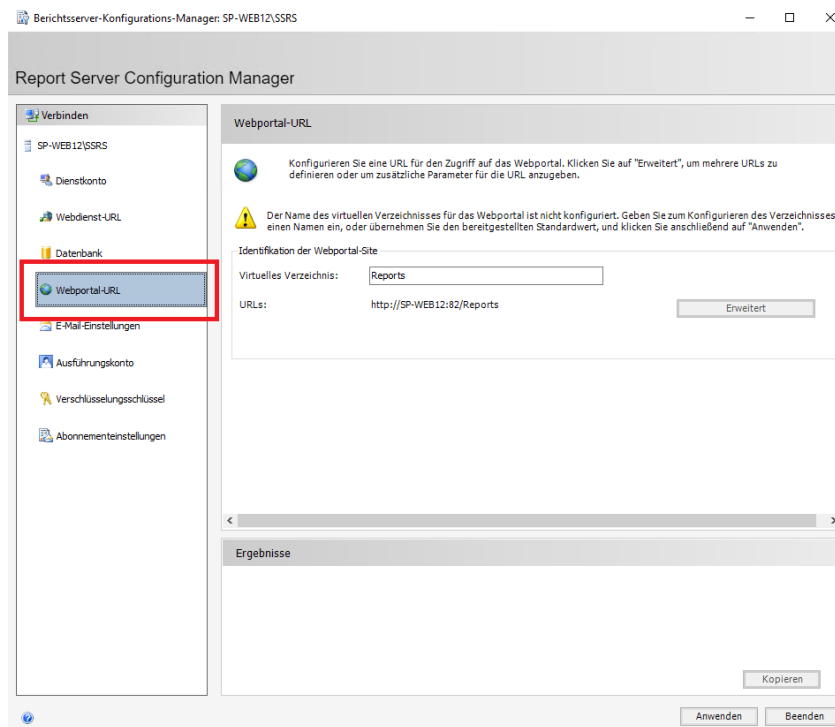 Berichtsserver-Konfigurations-Manager: SP-WEB12\SSRS
Report Server Configuration Manager
Verbinden
SP-WEB12\SSRS
Dienstkonto
Webdienst-URL
Datenbank
Webportal-URL
E-Mail-Einstellungen
Ausführungskonto
Verschlüsselungsschlüssel
Abonnementeinstellungen
Webportal-URL
Konfigurieren Sie eine URL für den Zugriff auf das Webportal. Klicken Sie auf "Erweitert", um mehrere URLs zu
definieren oder um zusätzliche Parameter für die URL anzugeben.
Der Name des virtuellen Verzeichnisses für das Webportal ist nicht konfiguriert. Geben Sie zum Konfigurieren des Verzeichnisses
einen Namen ein, oder übernehmen Sie den bereitgestellten Standardwert, und klicken Sie anschließend auf "Anwenden".
Identifikation der Webportal-Site
Virtuelles Verzeichnis: Reports
URLs: http://SP-WEB12:82/Reports
Erweitert
Ergebnisse
Kopieren
Anwenden Beenden